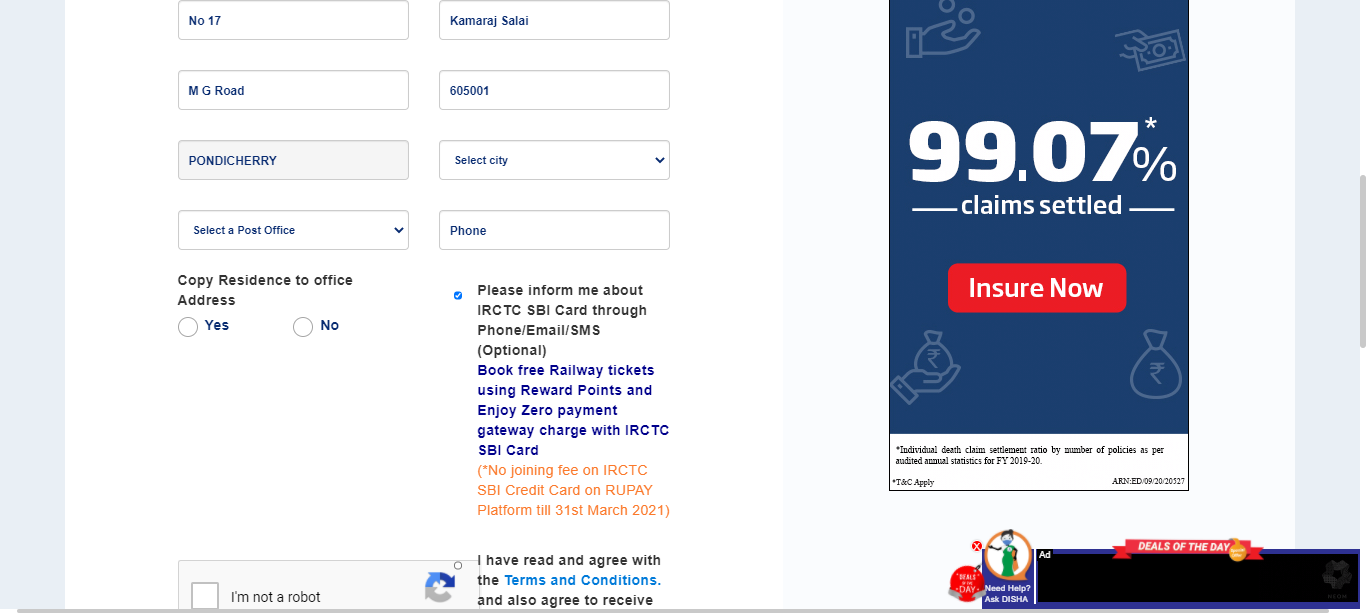 No 17
Kamaraj Salai
M G Road
605001
PONDICHERRY
Select city
Select a Post Office
Phone
Copy Residence to office
Address
Yes
No
Please inform me about
IRCTC SBI Card through
Phone/Email/SMS
(Optional)
Book free Railway tickets
using Reward Points and
Enjoy Zero payment
gateway charge with IRCTC
SBI Card
(*No joining fee on IRCTC
SBI Credit Card on RUPAY
Platform till 31st March 2021)
I'm not a robot
I have read and agree with
the Terms and Conditions.
and also agree to receive
99.07%*
claims settled
Insure Now
*Individual death claim settlement ratio by number of policies as per
audited annual statistics for FY 2019-20.
*T&C Apply
ARN:ED/09/20/20527
DEALS OF THE DAY
Need Help?
Ask DISHA
Ad
DEALS OF THE DAY